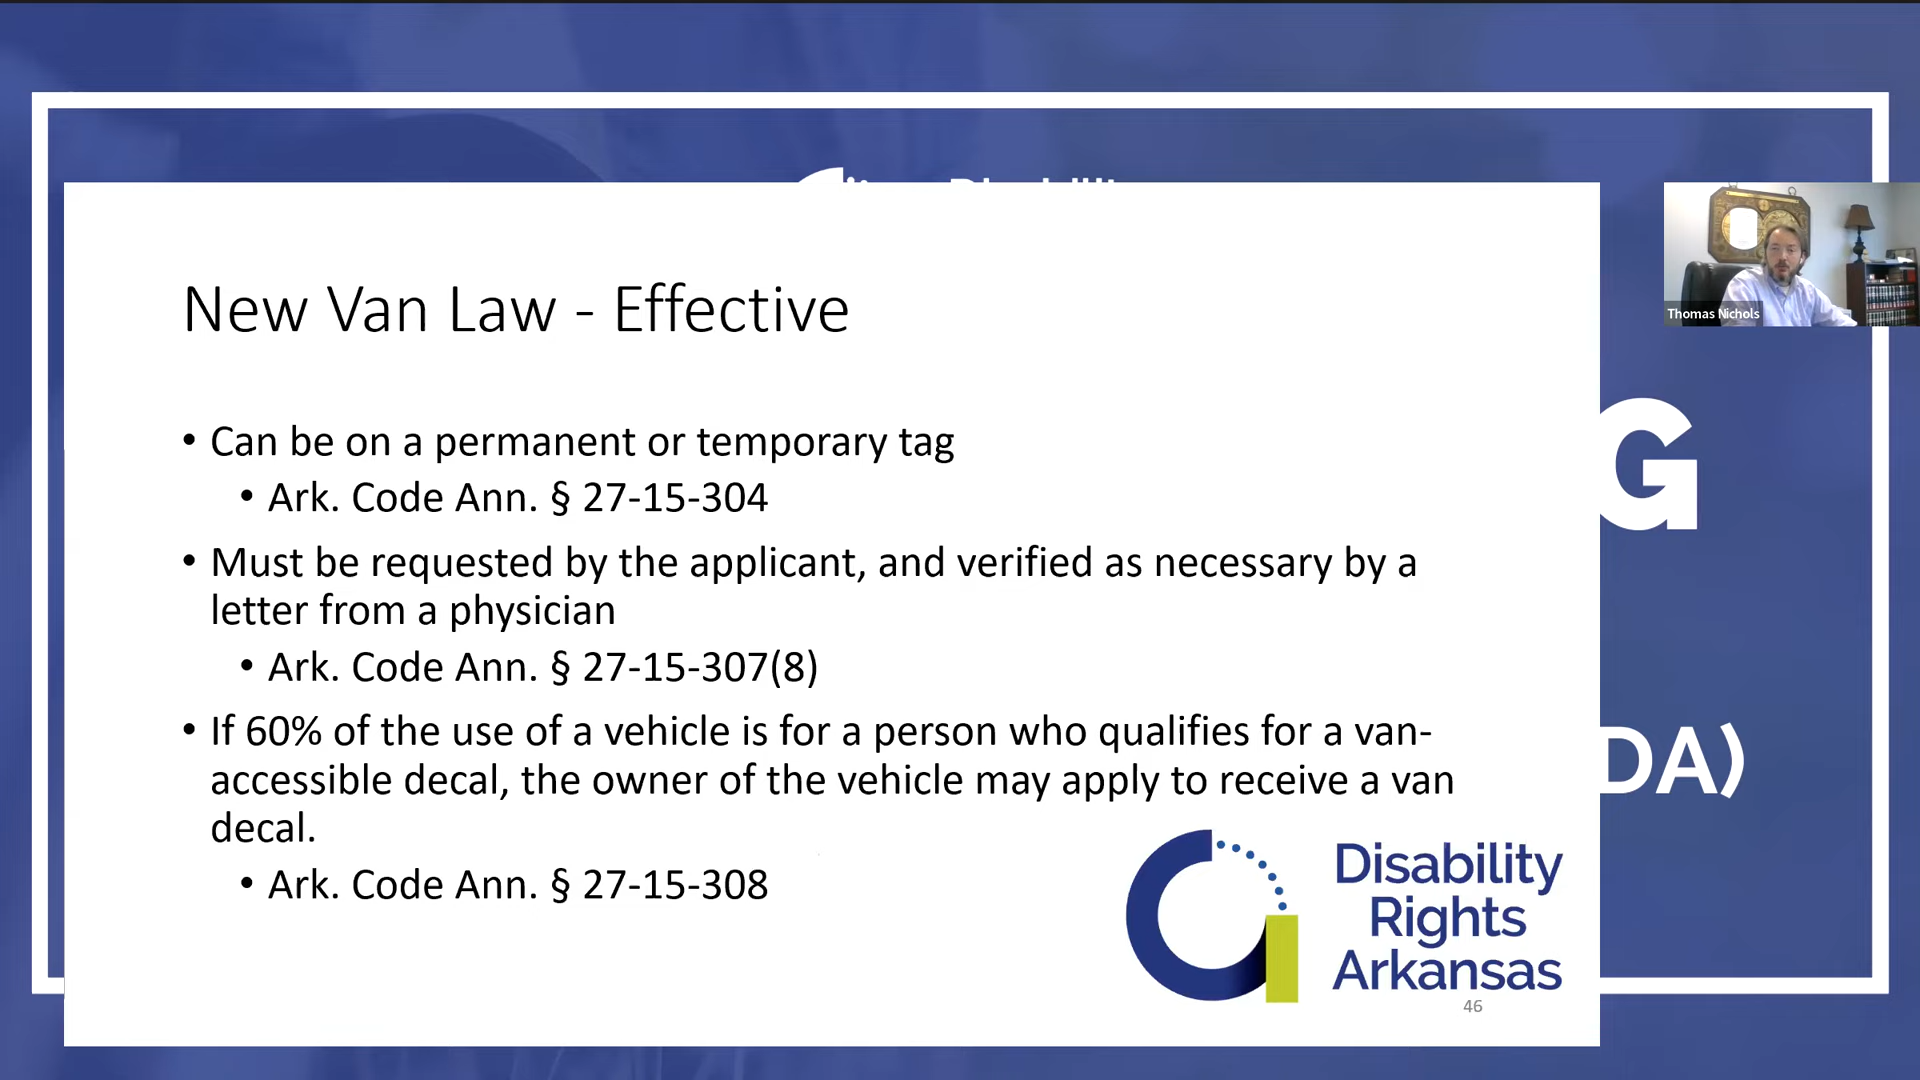 New Van Law - Effective
• Can be on a permanent or temporary tag
• Ark. Code Ann. § 27-15-304
• Must be requested by the applicant, and verified as necessary by a
letter from a physician
• Ark. Code Ann. § 27-15-307(8)
• If 60% of the use of a vehicle is for a person who qualifies for a van-
accessible decal, the owner of the vehicle may apply to receive a van
decal.
• Ark. Code Ann. § 27-15-308
Disability
Rights
Arkansas
46
Thomas Nichols
G
DA)